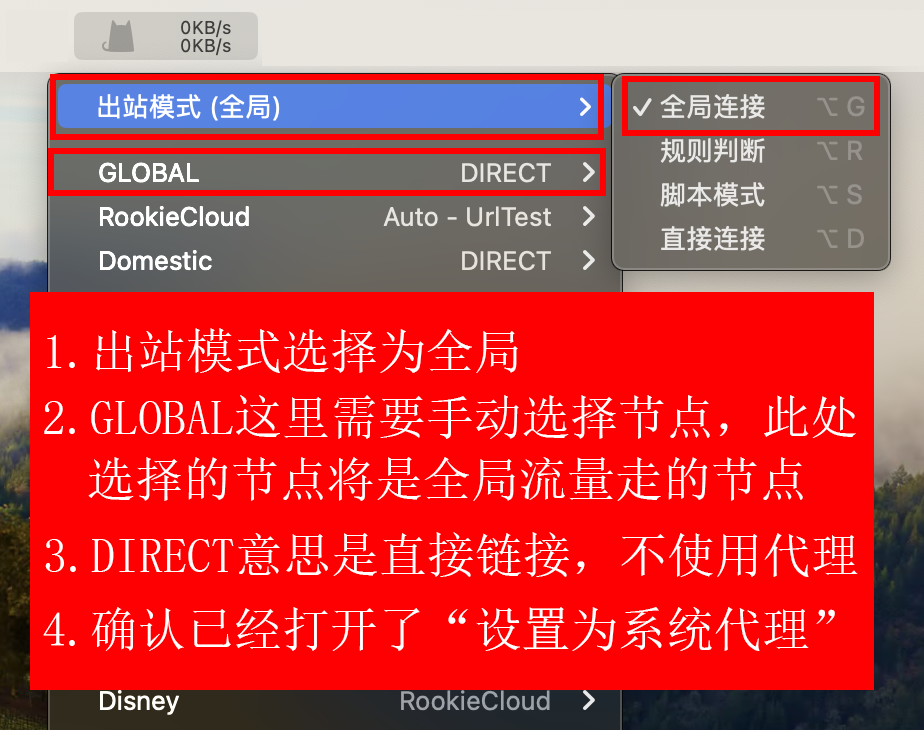 0KB/s
0KB/s
出站模式 (全局)
✓ 全局连接 ⌥ G
规则判断 ⌥ R
脚本模式 ⌥ S
直接连接 ⌥ D
GLOBAL DIRECT
RookieCloud Auto - UrlTest
Domestic DIRECT
1.出站模式选择为全局
2.GLOBAL这里需要手动选择节点，此处
选择的节点将是全局流量走的节点
3.DIRECT意思是直接链接，不使用代理
4.确认已经打开了“设置为系统代理”
Disney RookieCloud